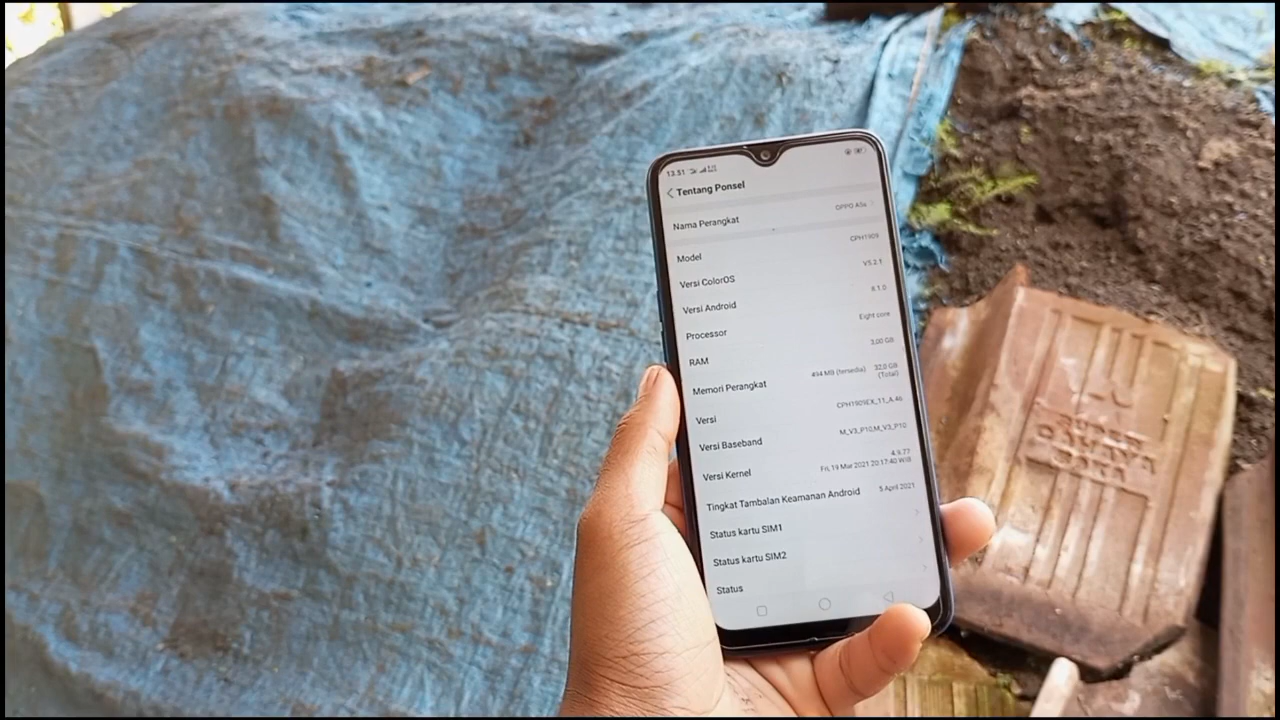 13.51
Tentang Ponsel
Nama Perangkat OPPO A5s
Model CPH1909
Versi ColorOS V5.2.1
Versi Android 8.1.0
Processor Eight core
RAM 3,00 GB
Memori Perangkat 494 MB (tersedia) 32,0 GB (Total)
Versi CPH1909EX_11_A.46
Versi Baseband M_V3_P10,M_V3_P10
Versi Kernel 4.9.77
Fri, 19 Mar 2021 20:17:40 WIB
Tingkat Tambalan Keamanan Android 5 April 2021
Status kartu SIM1
Status kartu SIM2
Status